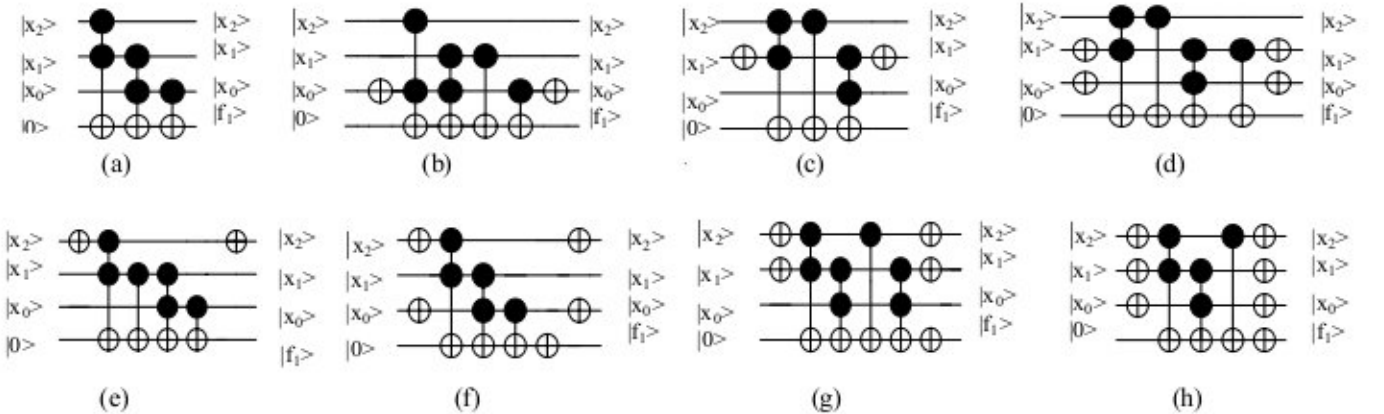 |x₂> |x₂> |x₂> |x₂> |x₂> |x₂> |x₂> |x₂>
|x₁> |x₁> |x₁> |x₁> |x₁> |x₁> |x₁> |x₁>
|x₀> |x₀> |x₀> |x₀> |x₀> |x₀> |x₀> |x₀>
|0> |f₁> |0> |f₁> |0> |f₁> |0> |f₁>
(a) (b) (c) (d)
|x₂> |x₂> |x₂> |x₂> |x₂> |x₂> |x₂> |x₂>
|x₁> |x₁> |x₁> |x₁> |x₁> |x₁> |x₁> |x₁>
|x₀> |x₀> |x₀> |x₀> |x₀> |x₀> |x₀> |x₀>
|0> |f₁> |0> |f₁> |0> |f₁> |0> |f₁>
(e) (f) (g) (h)